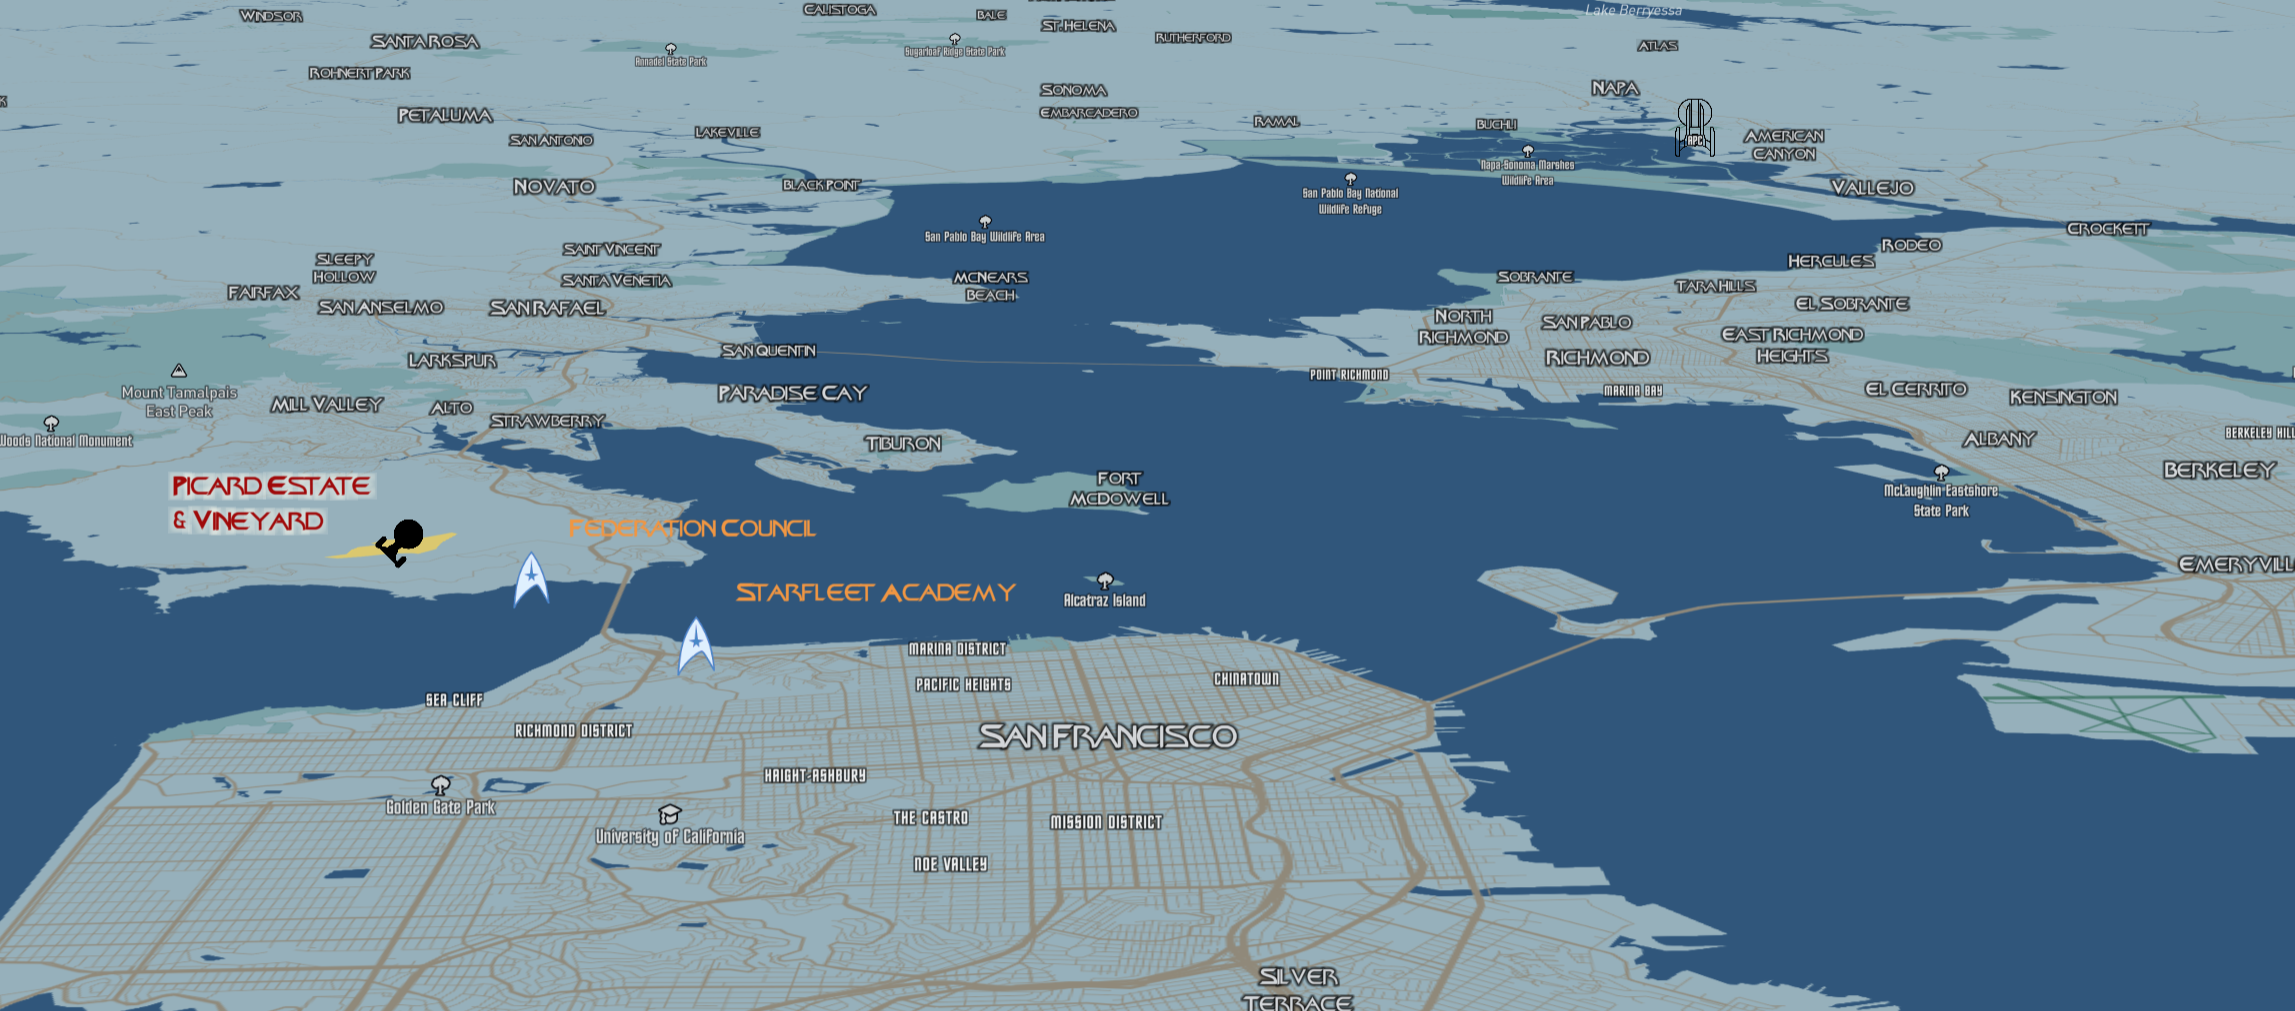 WINDSOR
CALISTOGA
BALE
Lake Berryessa
ST. HELENA
SANTA ROSA
RUTHERFORD
ATLAS
Annadel State Park
Sugarloaf Ridge State Park
ROHNERT PARK
SONOMA
NAPA
PETALUMA
EMBARCADERO
RAMAL
BUCHLI
LAKEVILLE
SAN ANTONIO
AMERICAN
CANYON
Napa-Sonoma Marshes
Wildlife Area
NOVATO
BLACK POINT
San Pablo Bay National
Wildlife Refuge
VALLEJO
San Pablo Bay Wildlife Area
CROCKETT
RODEO
SAINT VINCENT
SLEEPY
HOLLOW
HERCULES
SANTA VENETIA
MCNEARS
BEACH
SOBRANTE
TARA HILLS
FAIRFAX
SAN ANSELMO
SAN RAFAEL
EL SOBRANTE
NORTH
RICHMOND
SAN PABLO
EAST RICHMOND
HEIGHTS
SAN QUENTIN
LARKSPUR
RICHMOND
POINT RICHMOND
MARINA BAY
EL CERRITO
KENSINGTON
Mount Tamalpais
East Peak
PARADISE CAY
MILL VALLEY
ALTO
STRAWBERRY
Woods National Monument
TIBURON
ALBANY
BERKELEY HILL
BERKELEY
FORT
MCDOWELL
McLaughlin Eastshore
State Park
PICARD ESTATE
& VINEYARD
FEDERATION COUNCIL
EMERYVILL
STARFLEET ACADEMY
Alcatraz Island
MARINA DISTRICT
PACIFIC HEIGHTS
CHINATOWN
SEA CLIFF
RICHMOND DISTRICT
SAN FRANCISCO
HAIGHT-ASHBURY
Golden Gate Park
University of California
THE CASTRO
MISSION DISTRICT
NOE VALLEY
SILVER
TERRACE